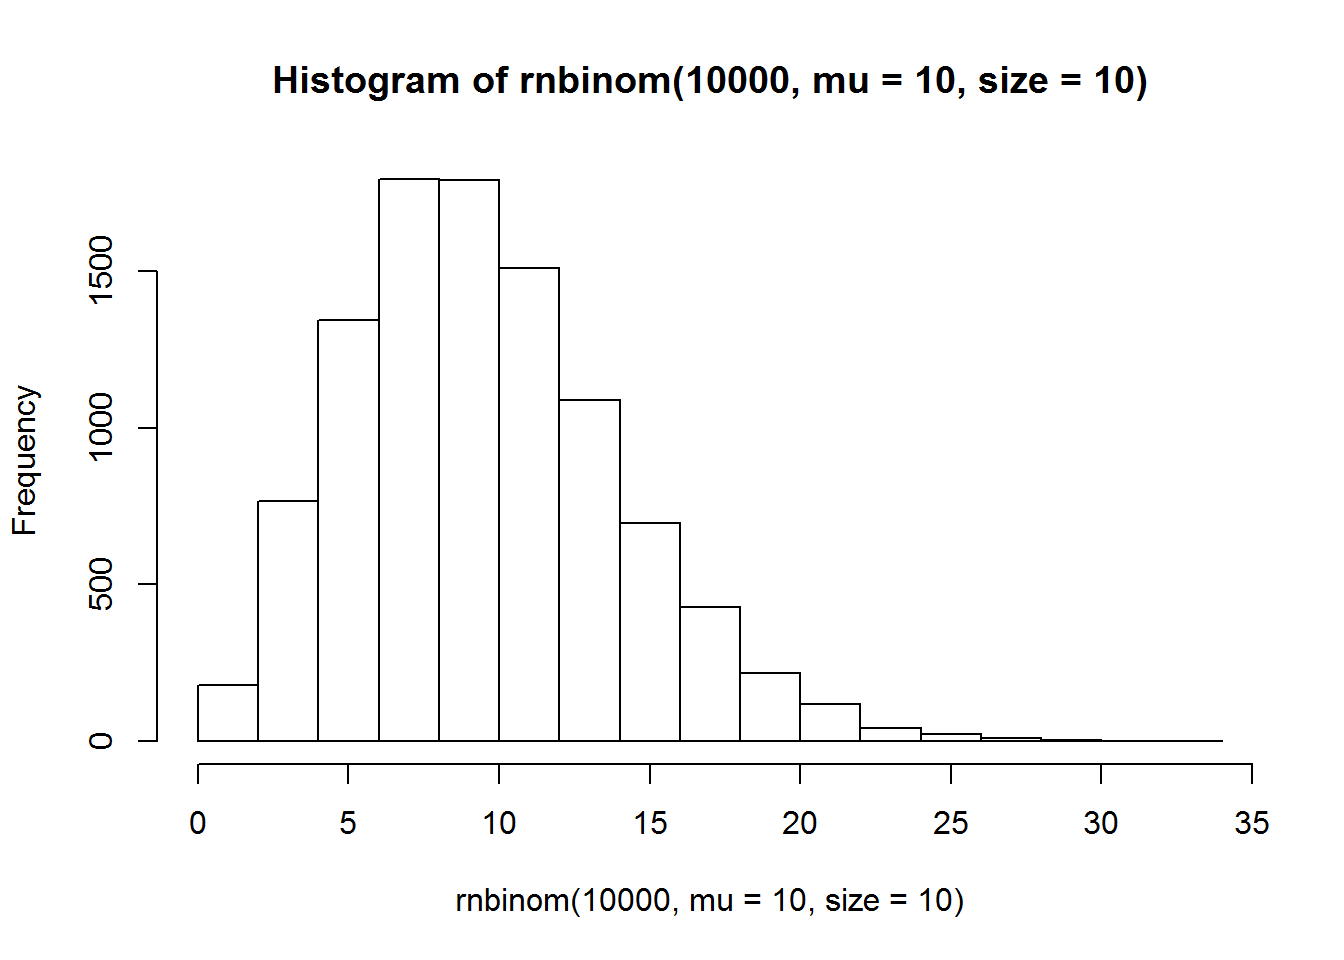 Histogram of rnbinom(10000, mu = 10, size = 10)
Frequency
1500
1000
500
0
0 5 10 15 20 25 30 35
rnbinom(10000, mu = 10, size = 10)